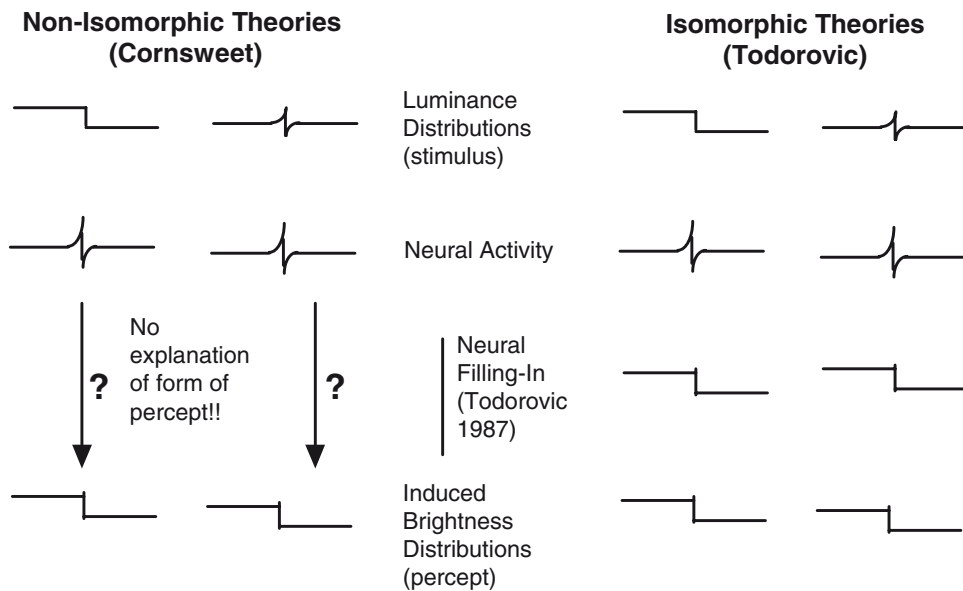 Non-Isomorphic Theories
(Cornsweet)
Isomorphic Theories
(Todorovic)
Luminance
Distributions
(stimulus)
Neural Activity
No
explanation
of form of
percept!!
?
?
Neural
Filling-In
(Todorovic
1987)
Induced
Brightness
Distributions
(percept)